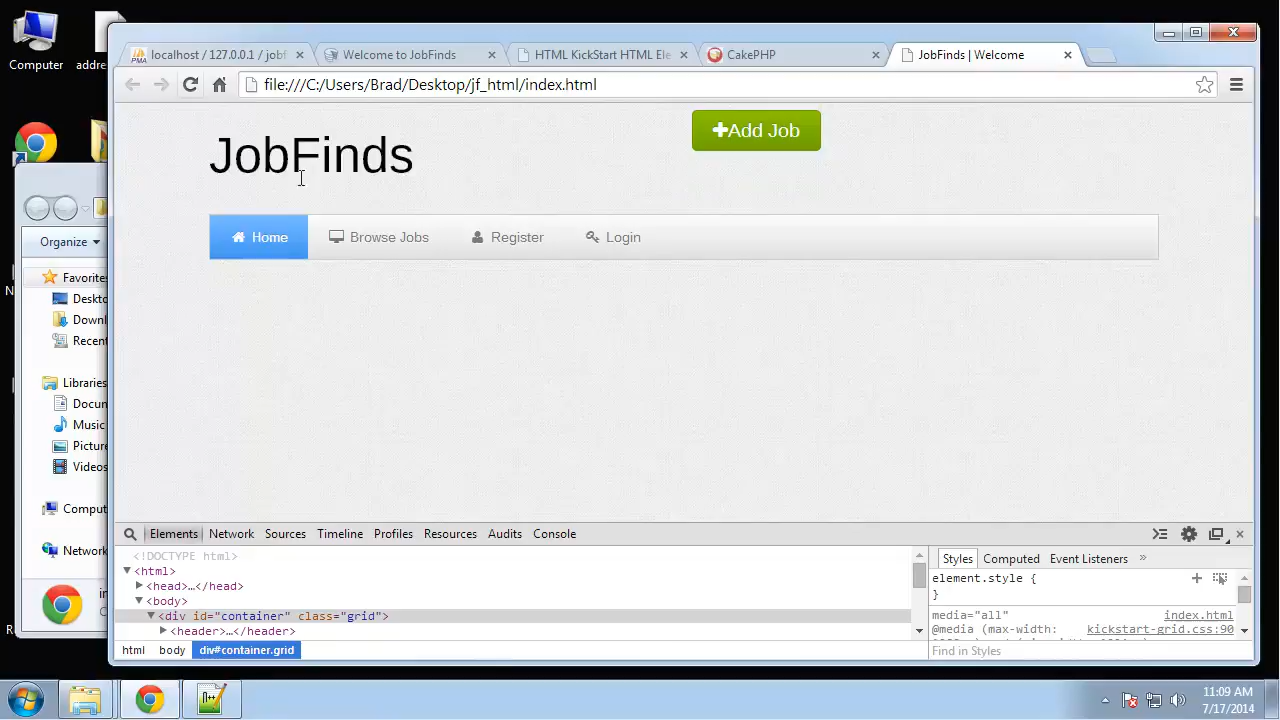 Computer
addre
localhost / 127.0.0.1 / jobf
Welcome to JobFinds
HTML KickStart HTML Ele
CakePHP
JobFinds | Welcome
file:///C:/Users/Brad/Desktop/jf_html/index.html
JobFinds
Add Job
Home
Browse Jobs
Register
Login
Organize
Favorites
Deskto
Downl
Recent
Libraries
Docun
Music
Picture
Videos
Comput
Network
in
C
Elements Network Sources Timeline Profiles Resources Audits Console
<!DOCTYPE html>
<html>
<head>…</head>
<body>
<div id="container" class="grid">
<header>…</header>
html body div#container.grid
Styles Computed Event Listeners »
element.style {
}
media="all" index.html
@media (max-width: kickstart-grid.css:90
Find in Styles
11:09 AM
7/17/2014